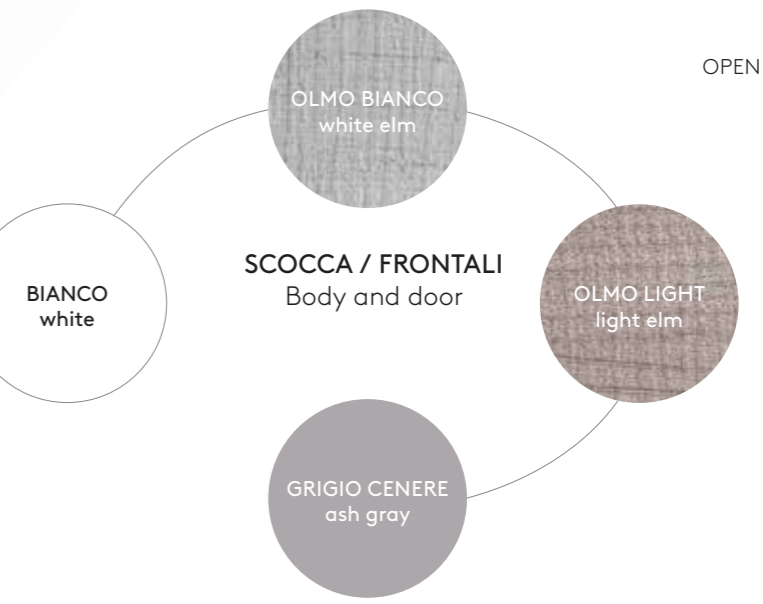 OPEN
OLMO BIANCO
white elm
SCOCCA / FRONTALI
Body and door
BIANCO
white
OLMO LIGHT
light elm
GRIGIO CENERE
ash gray